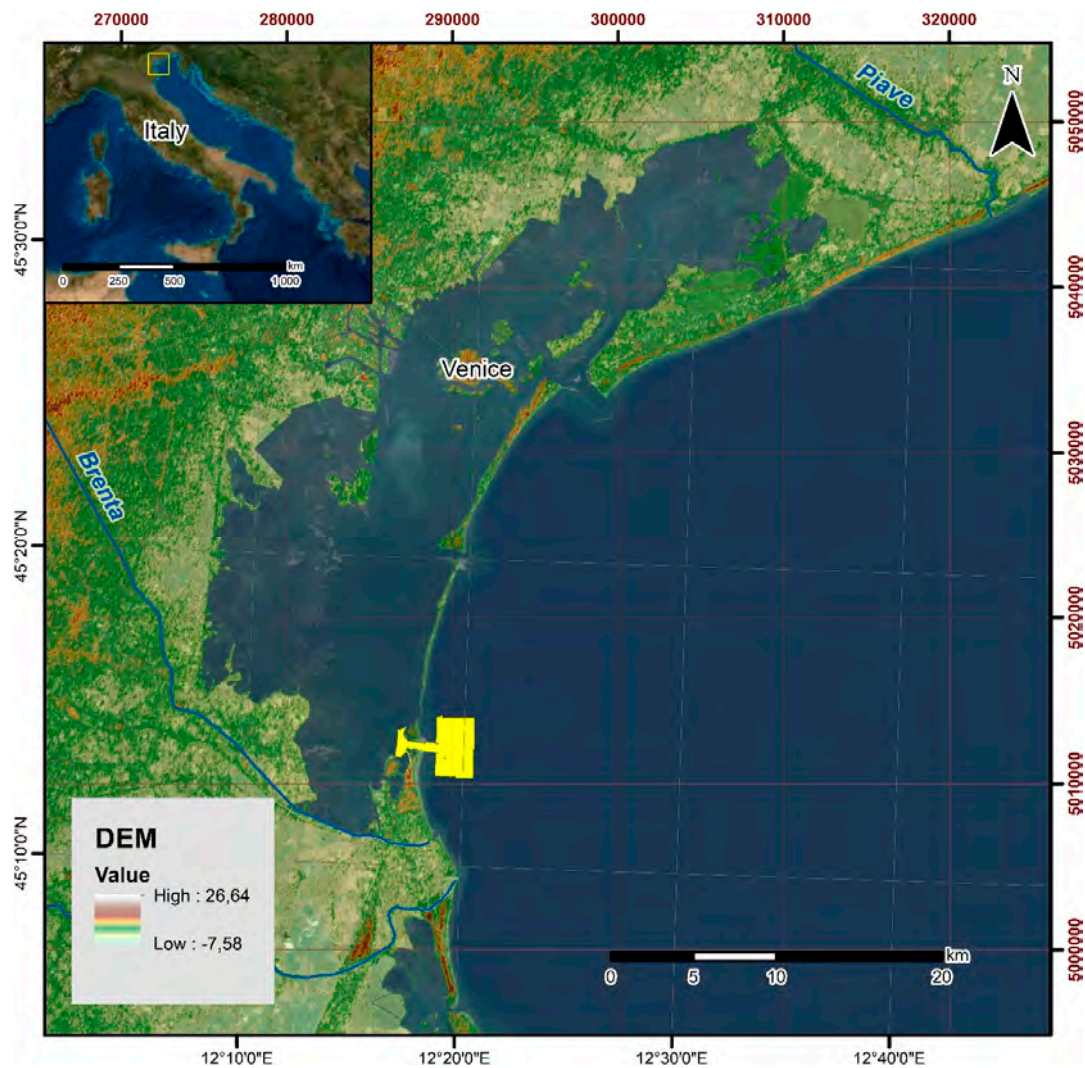 270000 280000 290000 300000 310000 320000
Italy
km
0 250 500 1 000
Piave
N
5050000
45°30'0"N
5040000
Venice
5030000
Brenta
45°20'0"N
5020000
5010000
45°10'0"N
DEM
Value
High : 26,64
Low : -7,58
5000000
km
0 5 10 20
12°10'0"E 12°20'0"E 12°30'0"E 12°40'0"E